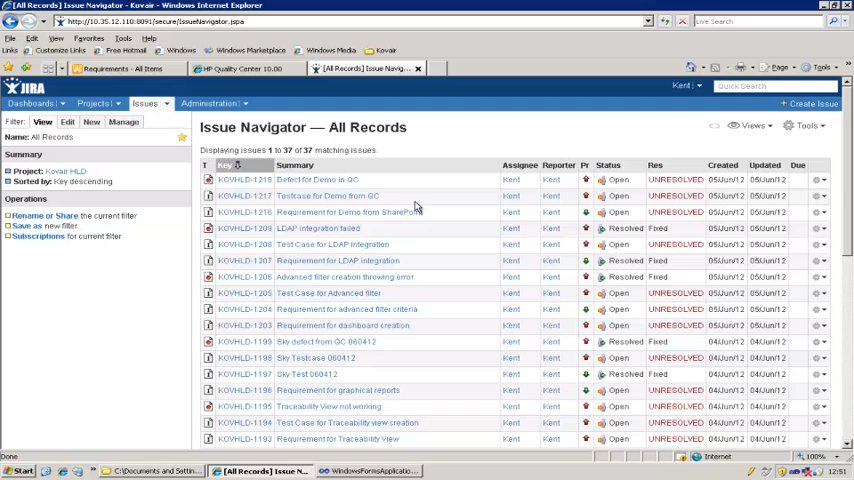 [All Records] Issue Navigator - Kovair - Windows Internet Explorer
http://10.35.12.110:8091/secure/IssueNavigator.jspa
Live Search
File Edit View Favorites Tools Help
Links Customize Links Free Hotmail Windows Windows Marketplace Windows Media Kovair
Requirements - All Items HP Quality Center 10.00 [All Records] Issue Navig... Page Tools
JIRA Kent Quick Search
Dashboards Projects Issues Administration + Create Issue
Filter: View Edit New Manage
Name: All Records
Summary
Project: Kovair HLD
Sorted by: Key descending
Operations
Rename or Share the current filter
Save as new filter
Subscriptions for current filter
Issue Navigator — All Records
Views Tools
Displaying issues 1 to 37 of 37 matching issues.
T Key Summary Assignee Reporter Pr Status Res Created Updated Due
KOVHLD-1218 Defect for Demo in QC Kent Kent Open UNRESOLVED 05/Jun/12 05/Jun/12
KOVHLD-1217 Testcase for Demo from QC Kent Kent Open UNRESOLVED 05/Jun/12 05/Jun/12
KOVHLD-1216 Requirement for Demo from SharePoint Kent Kent Open UNRESOLVED 05/Jun/12 05/Jun/12
KOVHLD-1209 LDAP integration failed Kent Kent Resolved Fixed 05/Jun/12 05/Jun/12
KOVHLD-1208 Test Case for LDAP integration Kent Kent Open UNRESOLVED 05/Jun/12 05/Jun/12
KOVHLD-1207 Requirement for LDAP integration Kent Kent Resolved Fixed 05/Jun/12 05/Jun/12
KOVHLD-1206 Advanced filter creation throwing error Kent Kent Resolved Fixed 05/Jun/12 05/Jun/12
KOVHLD-1205 Test Case for Advanced filter Kent Kent Open UNRESOLVED 05/Jun/12 05/Jun/12
KOVHLD-1204 Requirement for advanced filter criteria Kent Kent Open UNRESOLVED 05/Jun/12 05/Jun/12
KOVHLD-1203 Requirement for dashboard creation Kent Kent Open UNRESOLVED 05/Jun/12 05/Jun/12
KOVHLD-1199 Sky defect from QC 060412 Kent Kent Resolved Fixed 04/Jun/12 05/Jun/12
KOVHLD-1198 Sky Testcase 060412 Kent Kent Open UNRESOLVED 04/Jun/12 04/Jun/12
KOVHLD-1197 Sky Test 060412 Kent Kent Resolved Fixed 04/Jun/12 04/Jun/12
KOVHLD-1196 Requirement for graphical reports Kent Kent Open UNRESOLVED 04/Jun/12 04/Jun/12
KOVHLD-1195 Traceability View not working Kent Kent Open UNRESOLVED 04/Jun/12 04/Jun/12
KOVHLD-1194 Test Case for Traceability view creation Kent Kent Open UNRESOLVED 04/Jun/12 04/Jun/12
KOVHLD-1193 Requirement for Traceability View Kent Kent Open UNRESOLVED 04/Jun/12 04/Jun/12
Done Internet 100%
Start C:\Documents and Settin... [All Records] Issue N... WindowsFormsApplicatio... 12:51